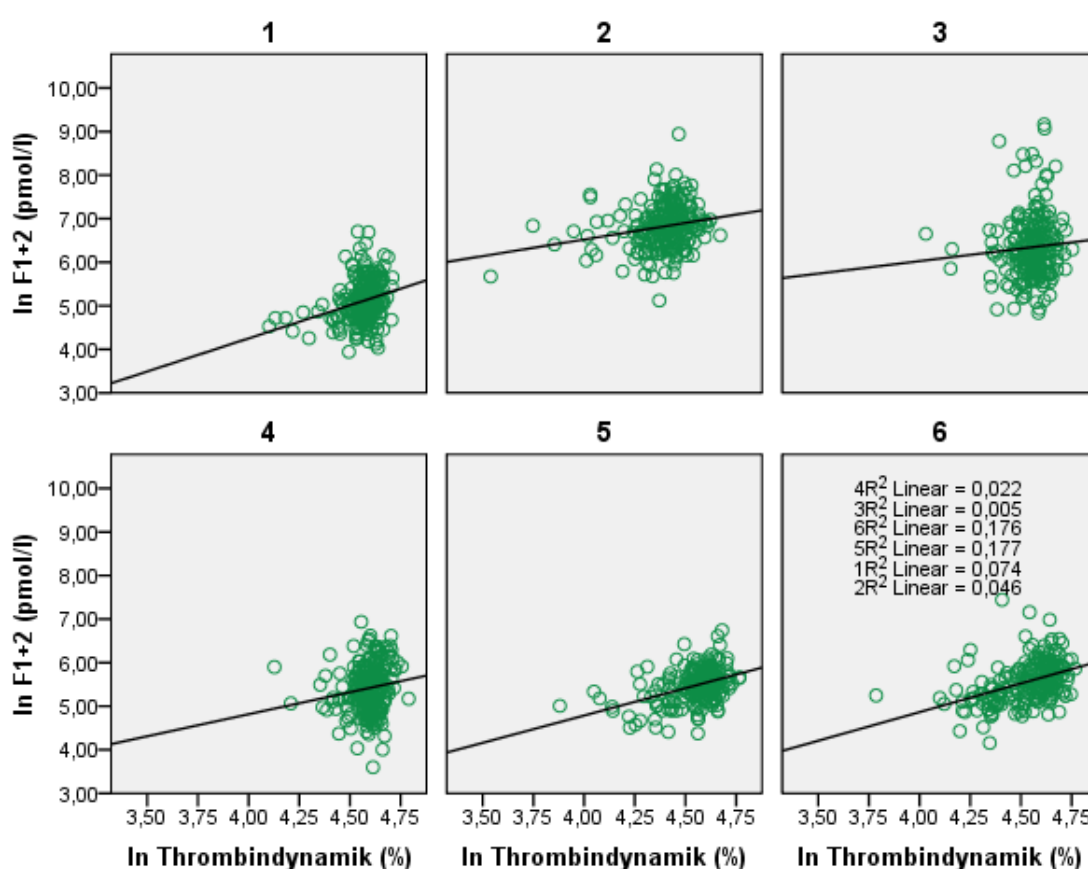 1
2
3
ln F1+2 (pmol/l)
10,00
9,00
8,00
7,00
6,00
5,00
4,00
3,00
4
5
6
ln F1+2 (pmol/l)
10,00
9,00
8,00
7,00
6,00
5,00
4,00
3,00
4R² Linear = 0,022
3R² Linear = 0,005
6R² Linear = 0,176
5R² Linear = 0,177
1R² Linear = 0,074
2R² Linear = 0,046
3,50 3,75 4,00 4,25 4,50 4,75
3,50 3,75 4,00 4,25 4,50 4,75
3,50 3,75 4,00 4,25 4,50 4,75
ln Thrombindynamik (%)
ln Thrombindynamik (%)
ln Thrombindynamik (%)